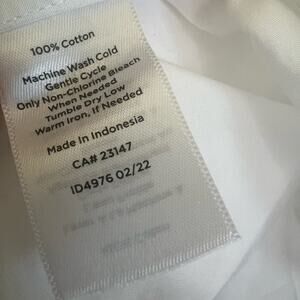 100% Cotton
Machine Wash Cold
Gentle Cycle
Only Non-Chlorine Bleach
When Needed
Tumble Dry Low
Warm Iron, If Needed
Made in Indonesia
CA# 23147
ID4976 02/22